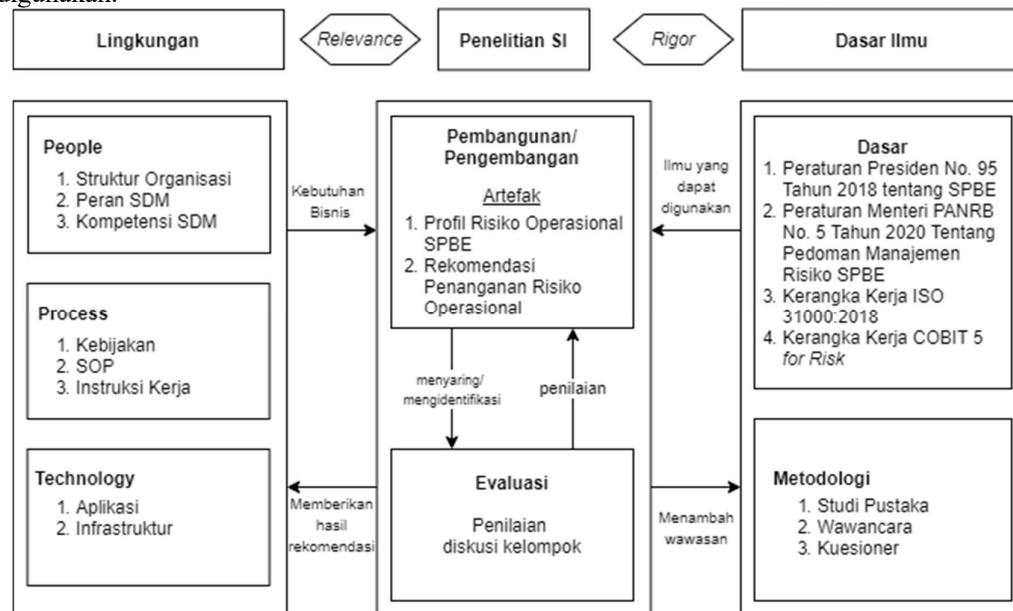 digunakan.
Lingkungan
Relevance
Penelitian SI
Rigor
Dasar Ilmu
People
1. Struktur Organisasi
2. Peran SDM
3. Kompetensi SDM
Process
1. Kebijakan
2. SOP
3. Instruksi Kerja
Technology
1. Aplikasi
2. Infrastruktur
Kebutuhan
Bisnis
Memberikan
hasil
rekomendasi
Pembangunan/
Pengembangan
Artefak
1. Profil Risiko Operasional
SPBE
2. Rekomendasi
Penanganan Risiko
Operasional
menyaring/
mengidentifikasi
penilaian
Evaluasi
Penilaian
diskusi kelompok
Ilmu yang
dapat
digunakan
Menambah
wawasan
Dasar
1. Peraturan Presiden No. 95
Tahun 2018 tentang SPBE
2. Peraturan Menteri PANRB
No. 5 Tahun 2020 Tentang
Pedoman Manajemen
Risiko SPBE
3. Kerangka Kerja ISO
31000:2018
4. Kerangka Kerja COBIT 5
for Risk
Metodologi
1. Studi Pustaka
2. Wawancara
3. Kuesioner